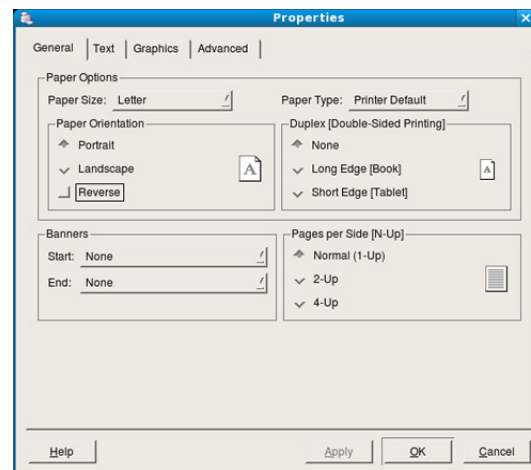 Properties
General Text Graphics Advanced
Paper Options
Paper Size: Letter Paper Type: Printer Default
Paper Orientation Duplex [Double-Sided Printing]
Portrait None
Landscape Long Edge [Book]
Reverse Short Edge [Tablet]
A A
Banners Pages per Side [N-Up]
Start: None Normal (1-Up)
End: None 2-Up
4-Up
Help Apply OK Cancel